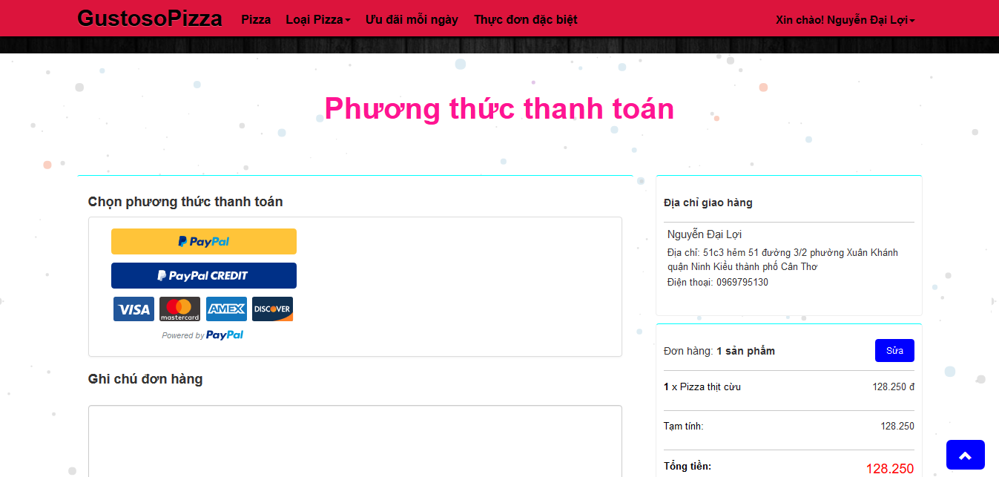 GustosoPizza Pizza Loại Pizza Ưu đãi mỗi ngày Thực đơn đặc biệt Xin chào! Nguyễn Đại Lợi
Phương thức thanh toán
Chọn phương thức thanh toán
PayPal
PayPal CREDIT
VISA mastercard AMEX DISCOVER
Powered by PayPal
Ghi chú đơn hàng
Địa chỉ giao hàng
Nguyễn Đại Lợi
Địa chỉ: 51c3 hẻm 51 đường 3/2 phường Xuân Khánh
quận Ninh Kiều thành phố Cần Thơ
Điện thoại: 0969795130
Đơn hàng: 1 sản phẩm Sửa
1 x Pizza thịt cừu 128.250 đ
Tạm tính: 128.250
Tổng tiền: 128.250